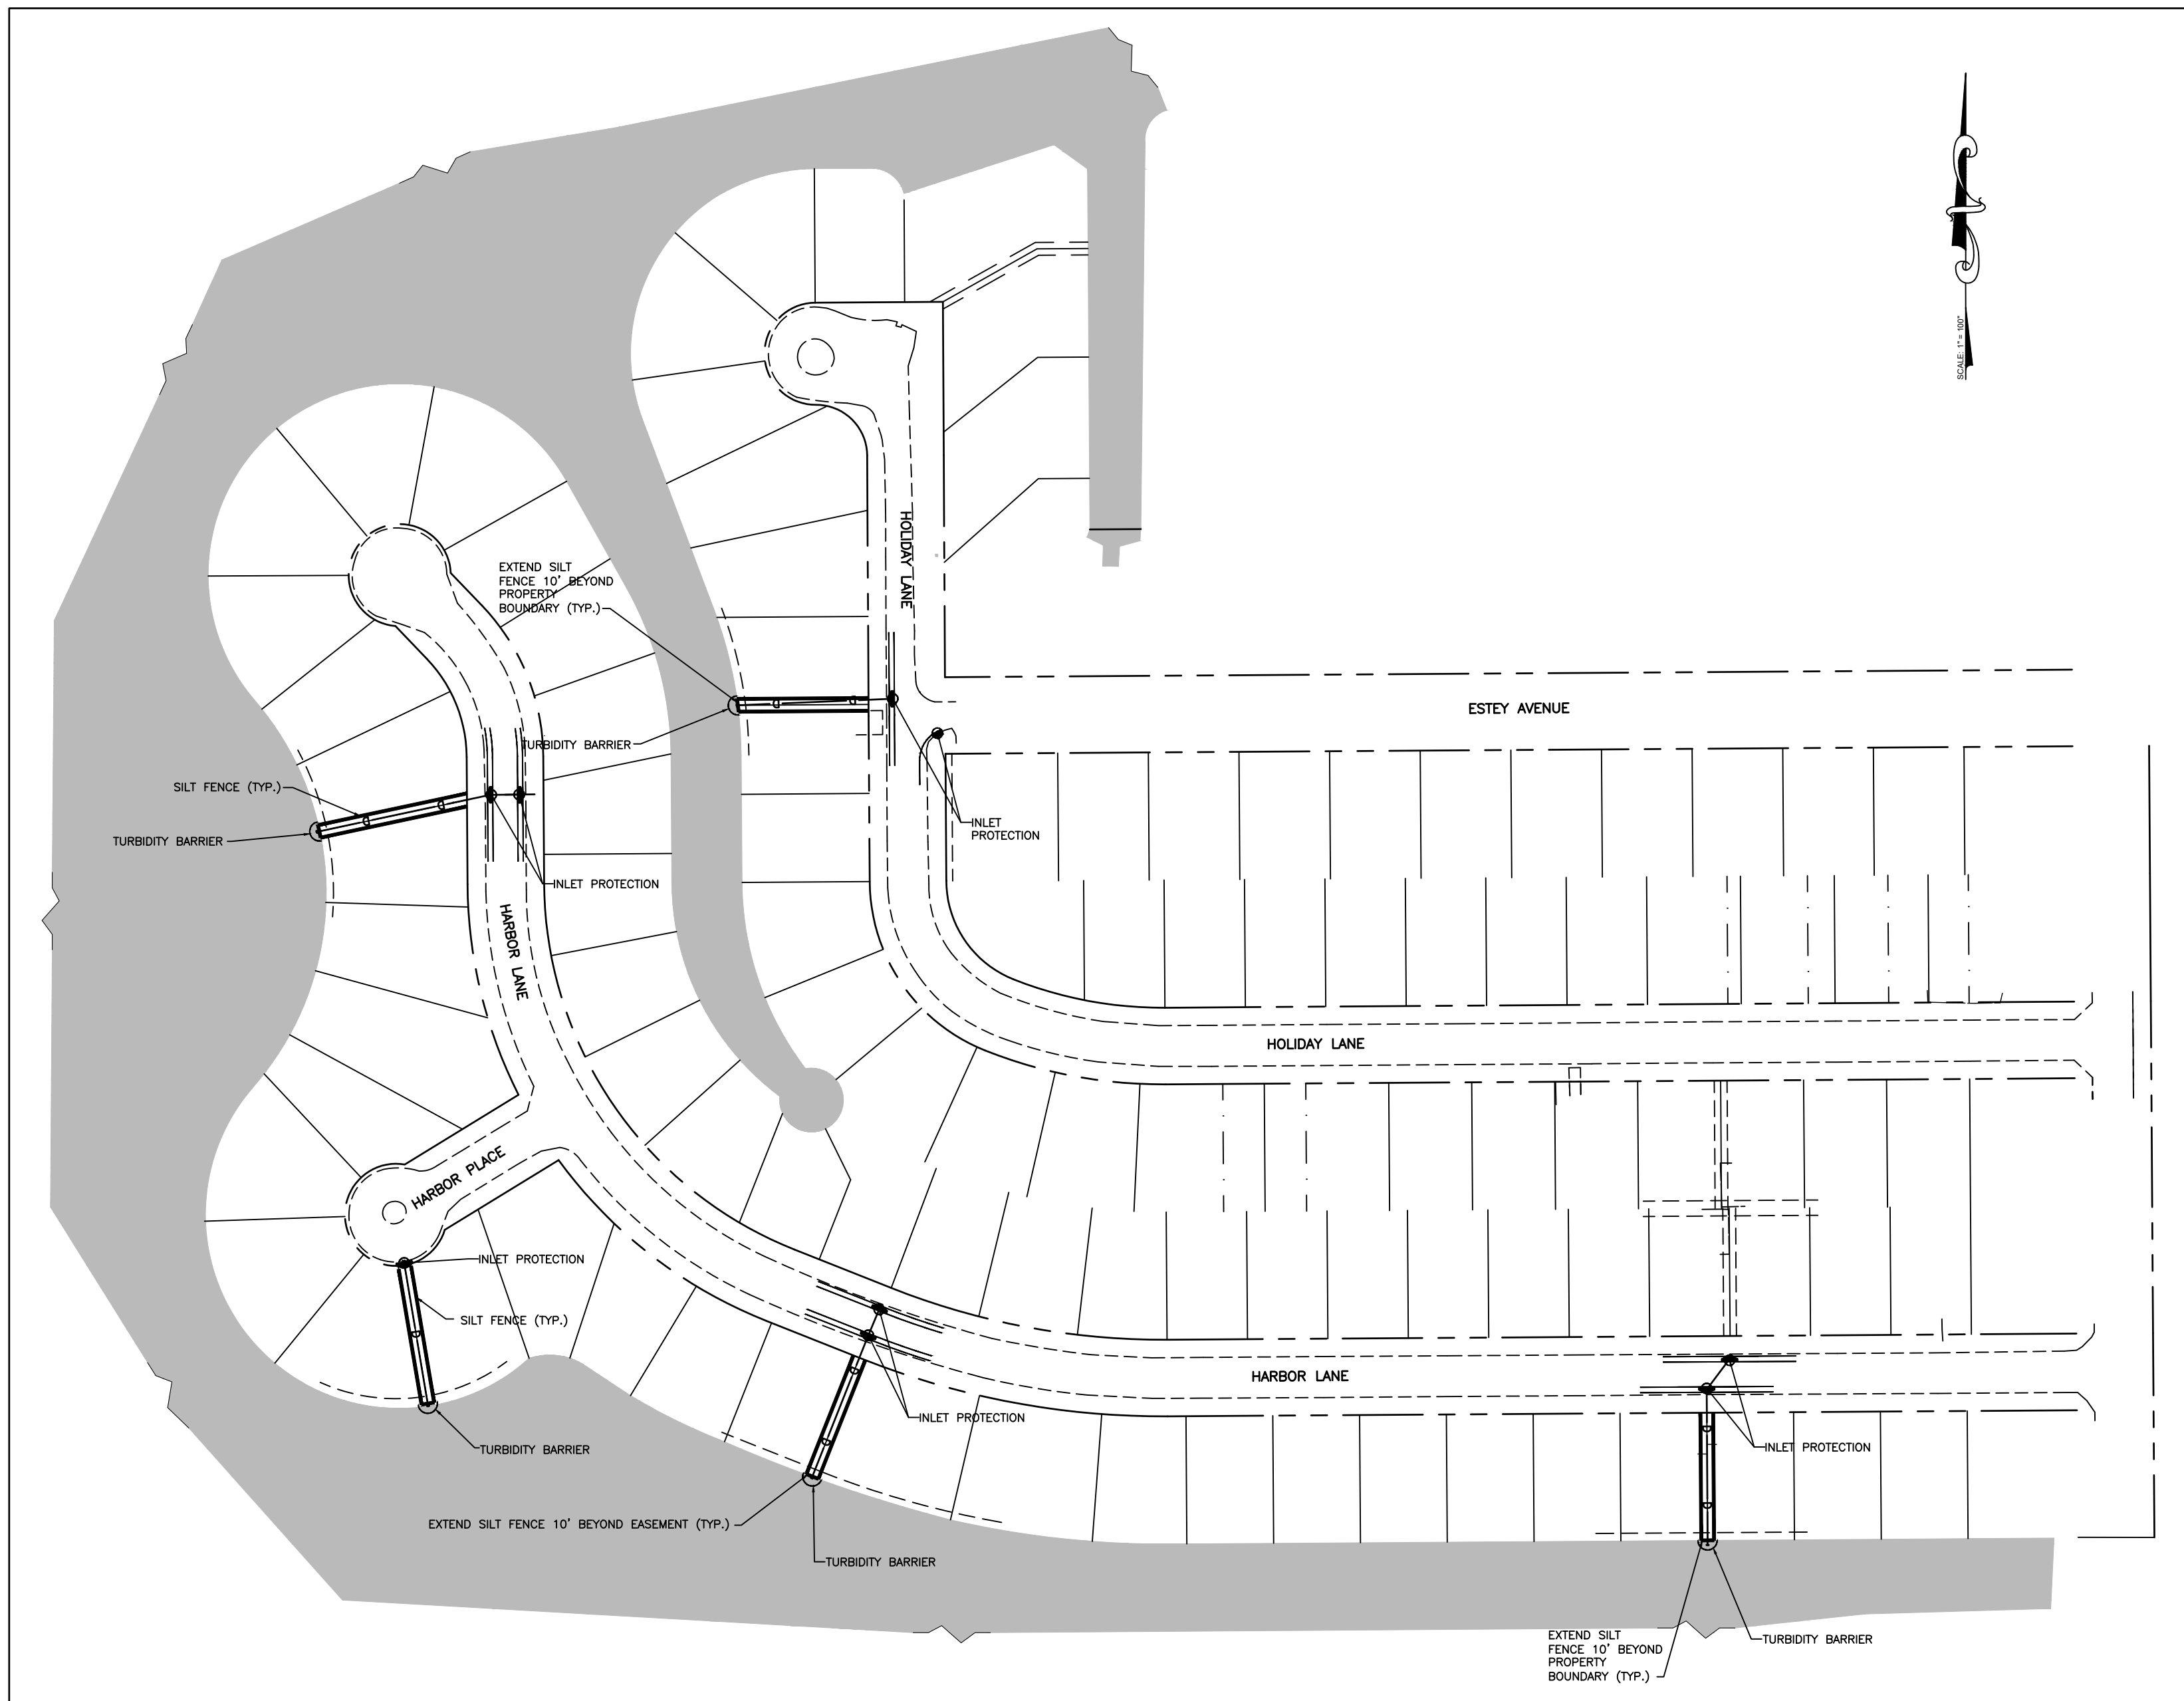 SCALE: 1" = 100'
HOLIDAY LANE
EXTEND SILT
FENCE 10' BEYOND
PROPERTY
BOUNDARY (TYP.)
ESTEY AVENUE
TURBIDITY BARRIER
SILT FENCE (TYP.)
TURBIDITY BARRIER
INLET
PROTECTION
INLET PROTECTION
HARBOR LANE
HOLIDAY LANE
HARBOR PLACE
INLET PROTECTION
SILT FENCE (TYP.)
HARBOR LANE
INLET PROTECTION
INLET PROTECTION
TURBIDITY BARRIER
EXTEND SILT FENCE 10' BEYOND EASEMENT (TYP.)
TURBIDITY BARRIER
EXTEND SILT
FENCE 10' BEYOND
PROPERTY
BOUNDARY (TYP.)
TURBIDITY BARRIER